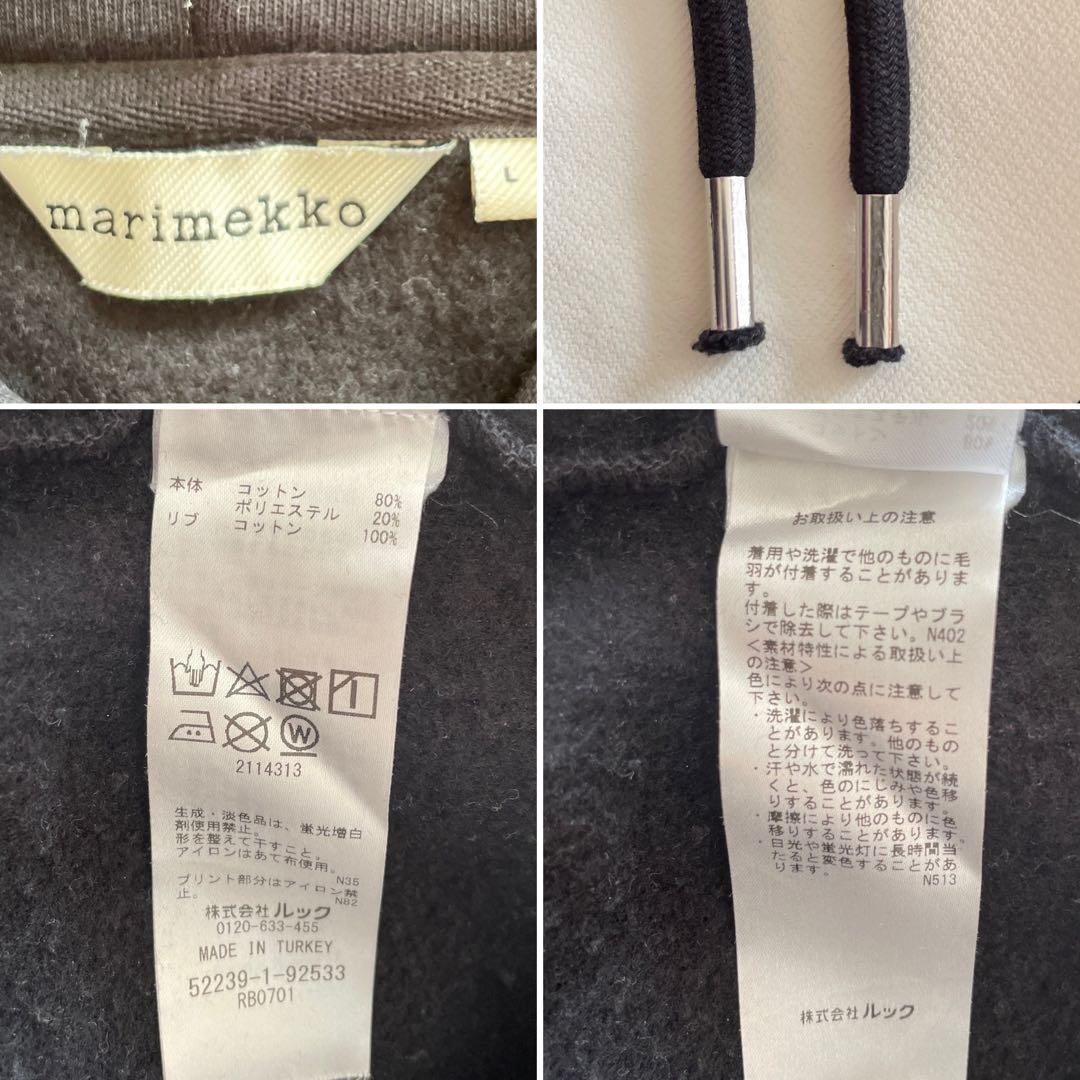 marimekko
L
本体 コットン 80%
ポリエステル 20%
リブ コットン 100%
W
2114313
生成・淡色品は、蛍光増白
剤使用禁止。
形を整えて干すこと。
アイロンはあて布使用。
N35
プリント部分はアイロン禁
止。
N82
株式会社 ルック
0120-633-455
MADE IN TURKEY
52239-1-92533
RB0701
お取扱い上の注意
着用や洗濯で他のものに毛
羽が付着することがありま
す。
付着した際はテープやブラ
シで除去して下さい。N402
<素材特性による取扱い上
の注意>
色により次の点に注意して
下さい。
・洗濯により色落ちするこ
とがあります。他のもの
と分けて洗って下さい。
・汗や水で濡れた状態が続
くと、色のにじみや色移
りすることがあります。
・摩擦により他のものに色
移りすることがあります。
・日光や蛍光灯に長時間当
たると変色することがあ
ります。
N513
株式会社 ルック